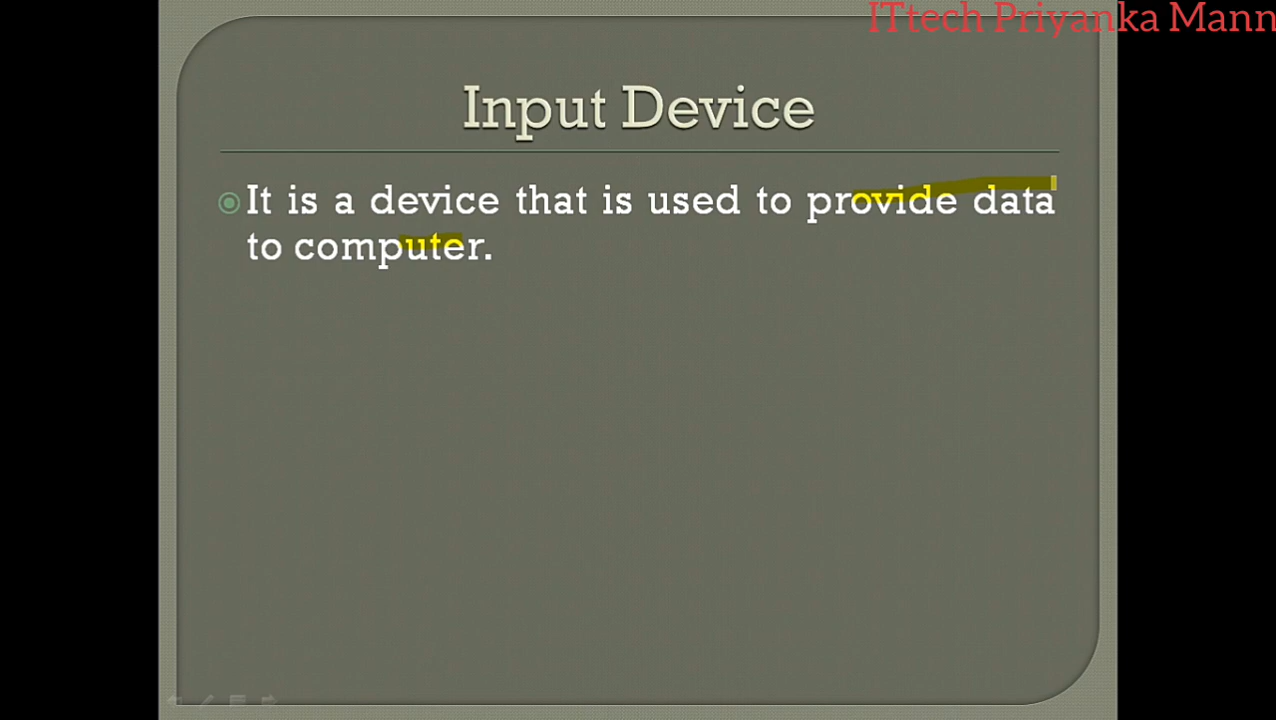 ITtech Priyanka Mann
Input Device
It is a device that is used to provide data
to computer.